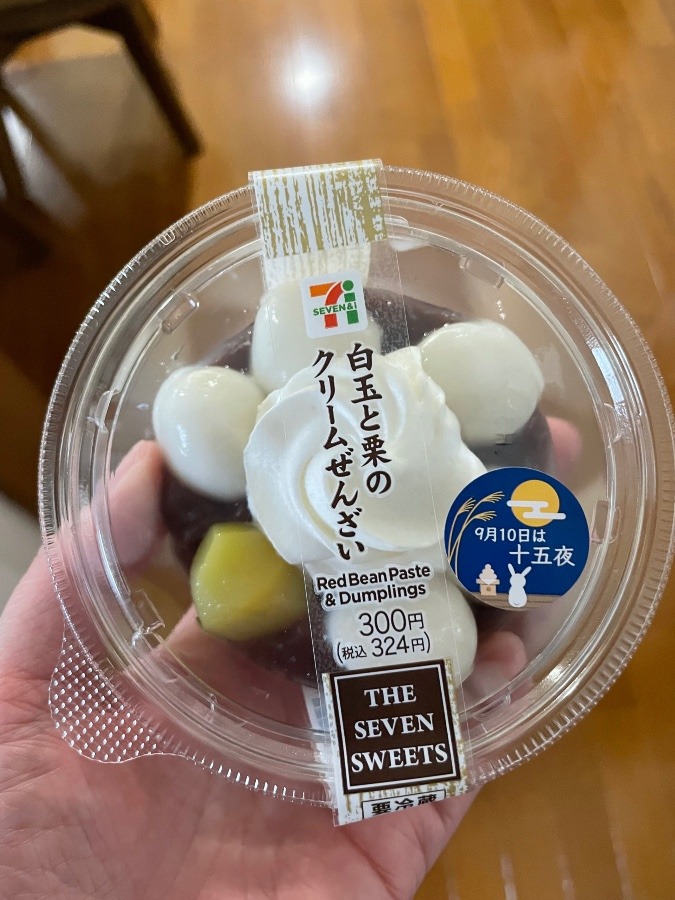 SEVEN&i
白玉と栗の
クリームぜんざい
Red Bean Paste
& Dumplings
300円
(税込 324円)
THE
SEVEN
SWEETS
要冷蔵
9月10日は
十五夜